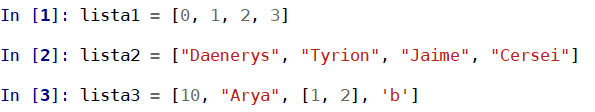 In [1]: lista1 = [0, 1, 2, 3]
In [2]: lista2 = ["Daenerys", "Tyrion", "Jaime", "Cersei"]
In [3]: lista3 = [10, "Arya", [1, 2], 'b']